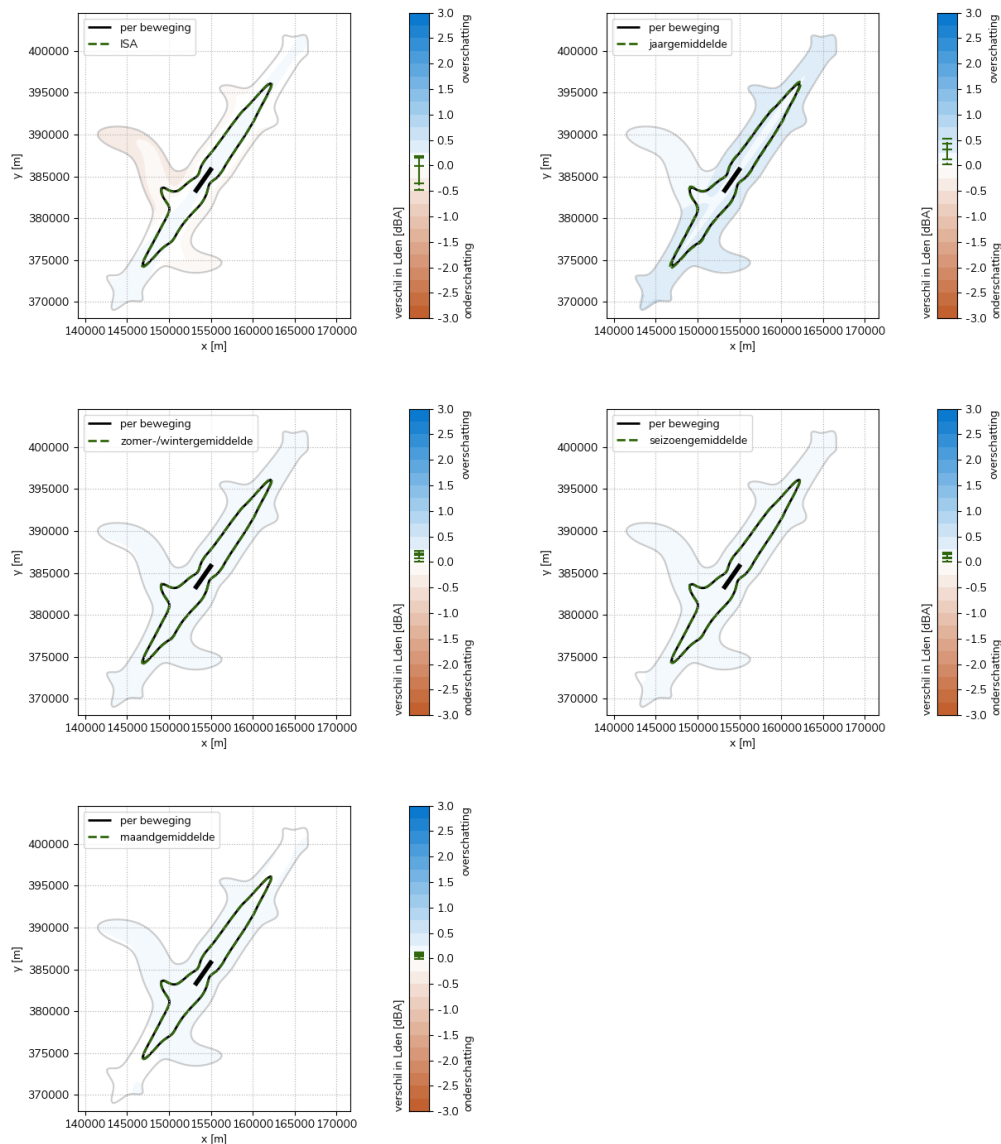 per beweging
ISA
400000
395000
390000
385000
380000
375000
370000
y [m]
140000 145000 150000 155000 160000 165000 170000
x [m]
3.0
2.5
2.0
1.5
1.0
0.5
0.0
-0.5
-1.0
-1.5
-2.0
-2.5
-3.0
verschil in Lden [dBA]
onderschatting
overschatting
per beweging
jaargemiddelde
400000
395000
390000
385000
380000
375000
370000
y [m]
140000 145000 150000 155000 160000 165000 170000
x [m]
3.0
2.5
2.0
1.5
1.0
0.5
0.0
-0.5
-1.0
-1.5
-2.0
-2.5
-3.0
verschil in Lden [dBA]
onderschatting
overschatting
per beweging
zomer-/wintergemiddelde
400000
395000
390000
385000
380000
375000
370000
y [m]
140000 145000 150000 155000 160000 165000 170000
x [m]
3.0
2.5
2.0
1.5
1.0
0.5
0.0
-0.5
-1.0
-1.5
-2.0
-2.5
-3.0
verschil in Lden [dBA]
onderschatting
overschatting
per beweging
seizoengemiddelde
400000
395000
390000
385000
380000
375000
370000
y [m]
140000 145000 150000 155000 160000 165000 170000
x [m]
3.0
2.5
2.0
1.5
1.0
0.5
0.0
-0.5
-1.0
-1.5
-2.0
-2.5
-3.0
verschil in Lden [dBA]
onderschatting
overschatting
per beweging
maandgemiddelde
400000
395000
390000
385000
380000
375000
370000
y [m]
140000 145000 150000 155000 160000 165000 170000
x [m]
3.0
2.5
2.0
1.5
1.0
0.5
0.0
-0.5
-1.0
-1.5
-2.0
-2.5
-3.0
verschil in Lden [dBA]
onderschatting
overschatting